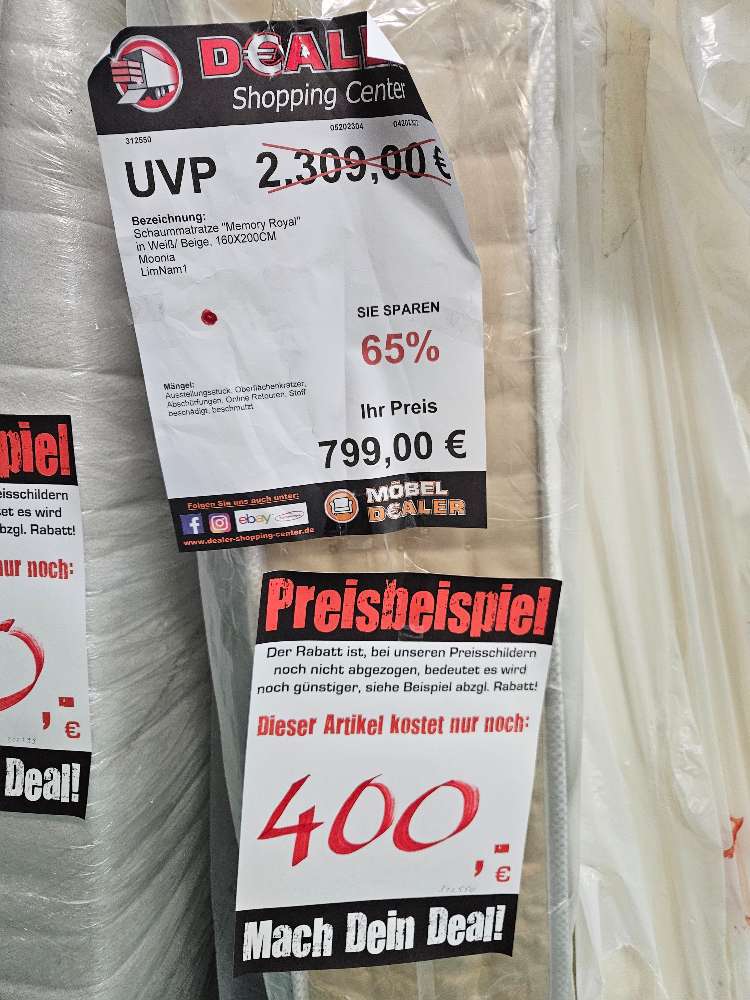 Shopping Center
312550
05202304
UVP 2.309,00 €
Bezeichnung:
Schaummatratze "Memory Royal"
in Weiß/ Beige, 160X200CM
Moonia
LimNam1
SIE SPAREN
65%
Mängel:
Ausstellungsstück, Oberflächenkratzer,
Abschürfungen, Online Retouren, Stoff
beschädigt, beschmutzt
Ihr Preis
799,00 €
Folgen Sie uns auch unter:
ebay
www.dealer-shopping-center.de
MÖBEL
D€ALER
Preisbeispiel
Der Rabatt ist, bei unseren Preisschildern
noch nicht abgezogen, bedeutet es wird
noch günstiger, siehe Beispiel abzgl. Rabatt!
Dieser Artikel kostet nur noch:
400,- €
Mach Dein Deal!
piel
eisschildern
tet es wird
bzgl. Rabatt!
ur noch:
,- €
Deal!